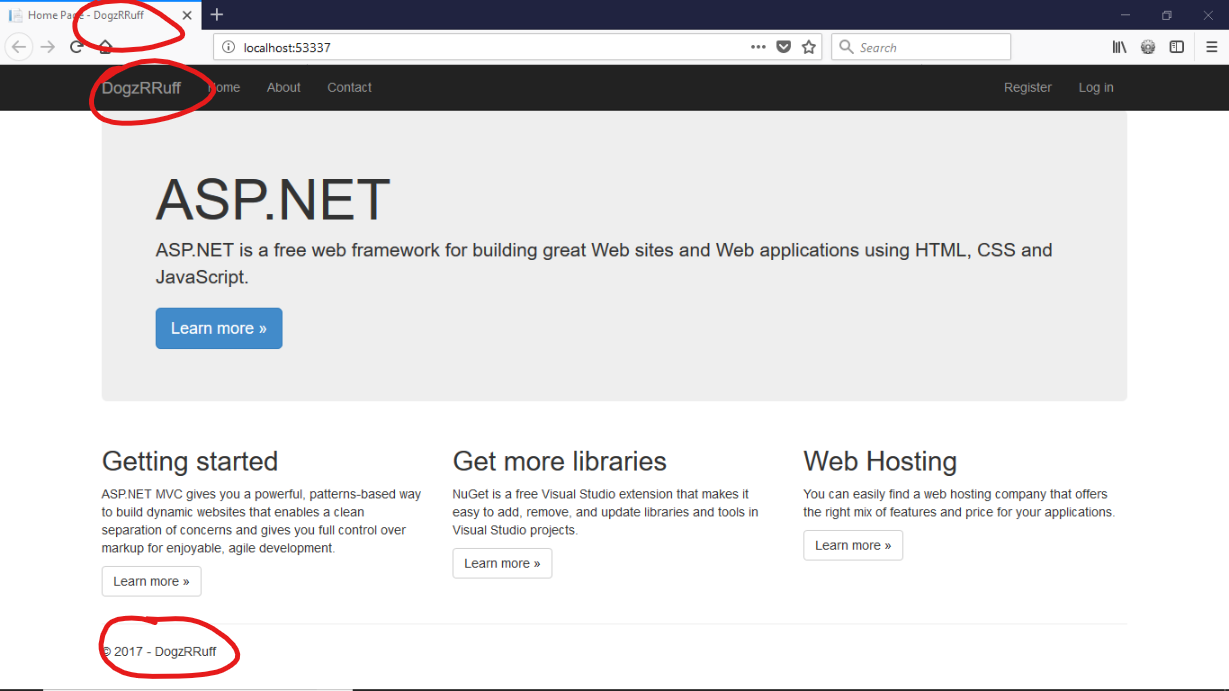 Home Page - DogzRRuff
localhost:53337
Search
DogzRRuff Home About Contact Register Log in
ASP.NET
ASP.NET is a free web framework for building great Web sites and Web applications using HTML, CSS and
JavaScript.
Learn more »
Getting started
ASP.NET MVC gives you a powerful, patterns-based way
to build dynamic websites that enables a clean
separation of concerns and gives you full control over
markup for enjoyable, agile development.
Learn more »
Get more libraries
NuGet is a free Visual Studio extension that makes it
easy to add, remove, and update libraries and tools in
Visual Studio projects.
Learn more »
Web Hosting
You can easily find a web hosting company that offers
the right mix of features and price for your applications.
Learn more »
© 2017 - DogzRRuff